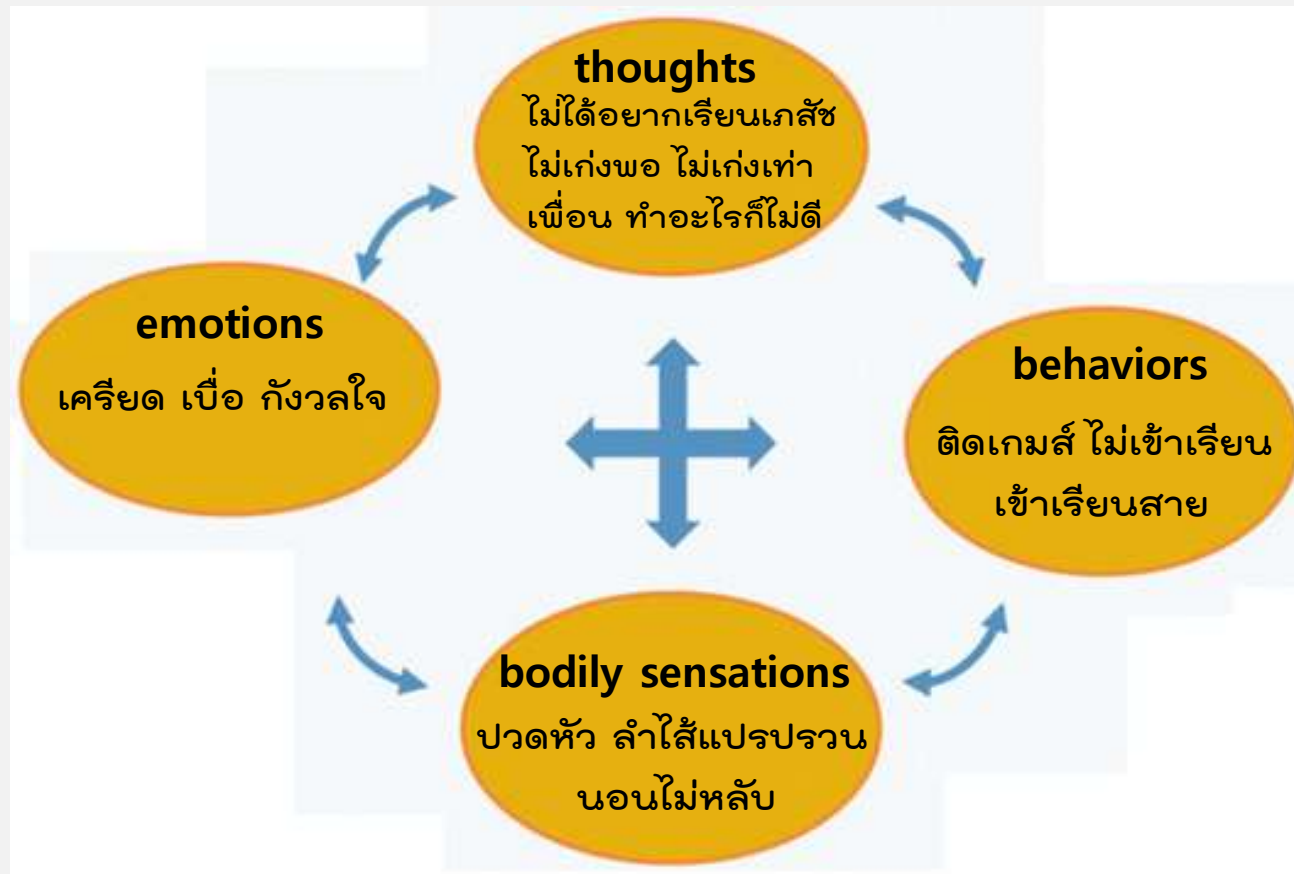 thoughts
ไม่ได้อยากเรียนเภสัช
ไม่เก่งพอ ไม่เก่งเท่า
เพื่อน ทำอะไรก็ไม่ดี
emotions
เครียด เบื่อ กังวลใจ
behaviors
ติดเกมส์ ไม่เข้าเรียน
เข้าเรียนสาย
bodily sensations
ปวดหัว ลำไส้แปรปรวน
นอนไม่หลับ